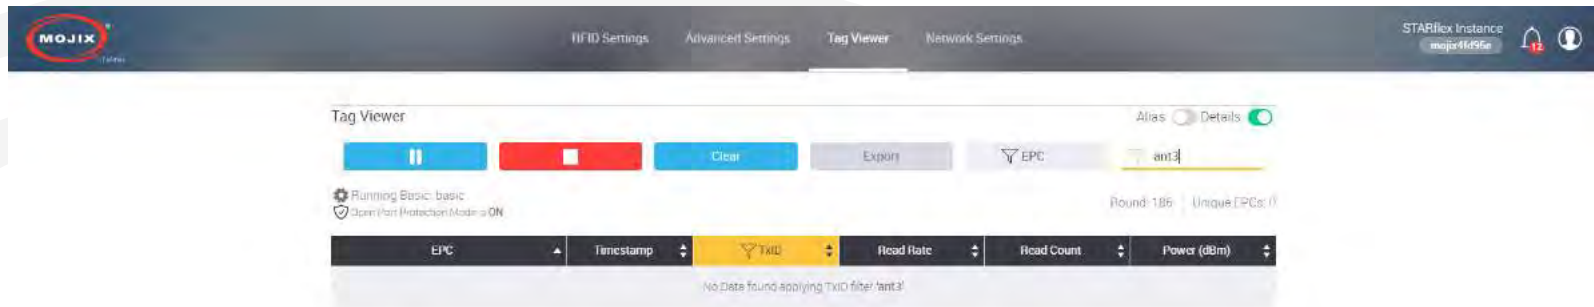 MOJIX
RFID Settings
Advanced Settings
Tag Viewer
Network Settings
STARflex Instance
mojix4fd95e
12
Tag Viewer
Alias
Details
Clear
Export
EPC
ant3
Running Basic: basic
Open Port Protection Mode is ON
Round: 186
Unique EPCs: 0
EPC
Timestamp
TxID
Read Rate
Read Count
Power (dBm)
No Data found applying TxID filter 'ant3'